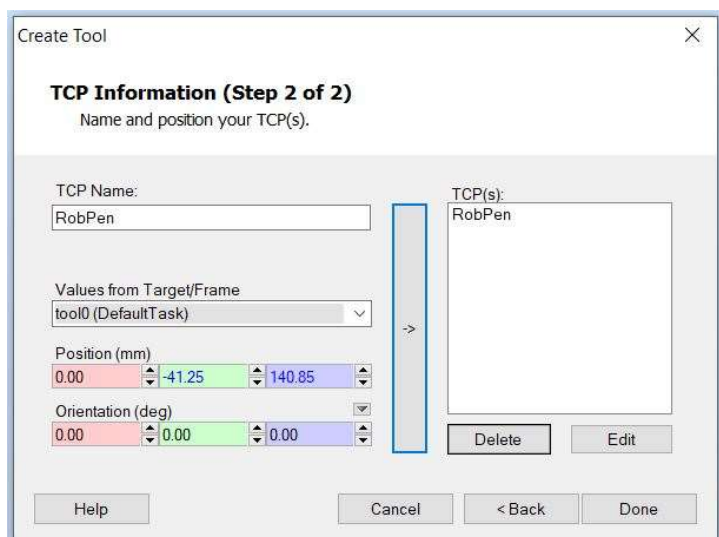 Create Tool
TCP Information (Step 2 of 2)
Name and position your TCP(s).
TCP Name:
RobPen
Values from Target/Frame
tool0 (DefaultTask)
Position (mm)
0.00 -41.25 140.85
Orientation (deg)
0.00 0.00 0.00
->
TCP(s):
RobPen
Delete Edit
Help Cancel < Back Done